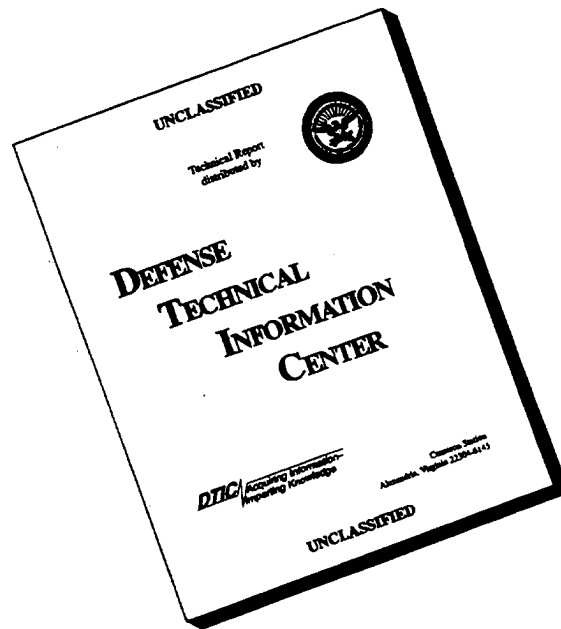 UNCLASSIFIED
Technical Report
distributed by
DEFENSE
TECHNICAL
INFORMATION
CENTER
DTIC Acquiring Information–
Imparting Knowledge
Cameron Station
Alexandria, Virginia 22304-6145
UNCLASSIFIED